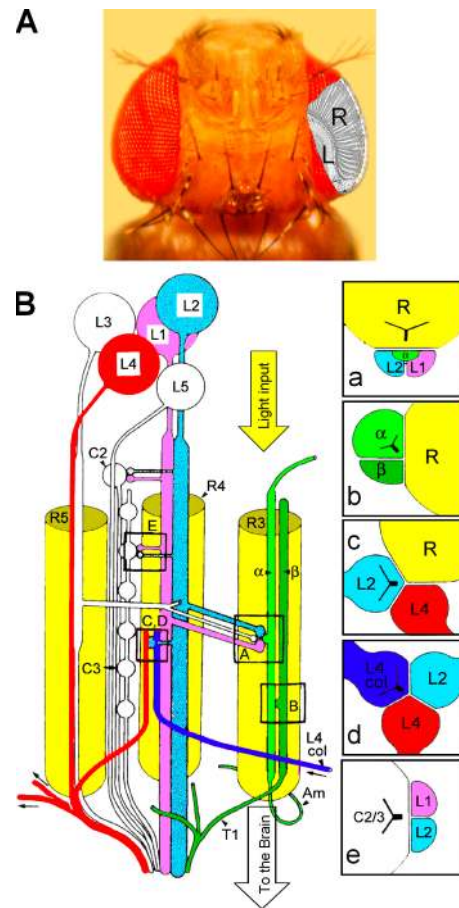 A
R
L
B
L3
L1
L2
L4
L5
Light input
C2
R4
R5
E
R3
α
β
C,D
A
C3
B
L4
col
Am
T1
To the Brain
R
α
L2
L1
a
α
β
R
b
c
R
L2
L4
L4
col
L2
d
L4
C2/3
L1
L2
e